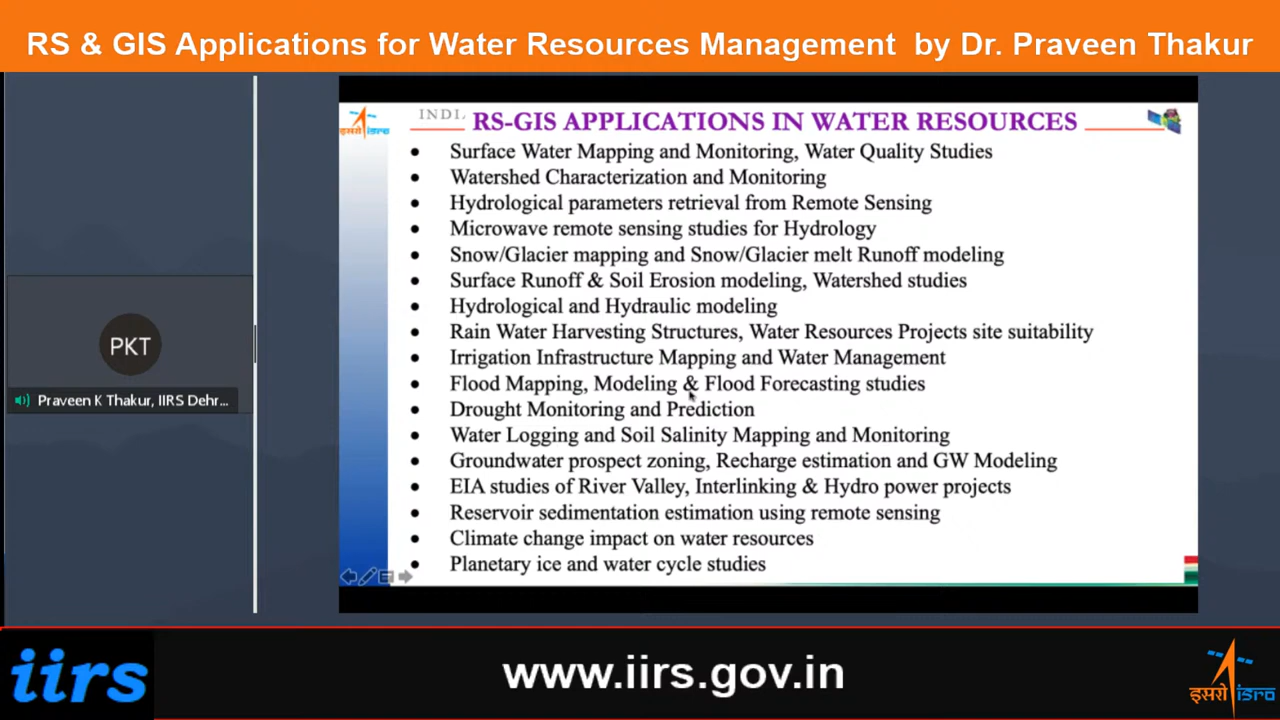 RS & GIS Applications for Water Resources Management by Dr. Praveen Thakur
इसरो isro
INDI
RS-GIS APPLICATIONS IN WATER RESOURCES
• Surface Water Mapping and Monitoring, Water Quality Studies
• Watershed Characterization and Monitoring
• Hydrological parameters retrieval from Remote Sensing
• Microwave remote sensing studies for Hydrology
• Snow/Glacier mapping and Snow/Glacier melt Runoff modeling
• Surface Runoff & Soil Erosion modeling, Watershed studies
• Hydrological and Hydraulic modeling
• Rain Water Harvesting Structures, Water Resources Projects site suitability
• Irrigation Infrastructure Mapping and Water Management
• Flood Mapping, Modeling & Flood Forecasting studies
• Drought Monitoring and Prediction
• Water Logging and Soil Salinity Mapping and Monitoring
• Groundwater prospect zoning, Recharge estimation and GW Modeling
• EIA studies of River Valley, Interlinking & Hydro power projects
• Reservoir sedimentation estimation using remote sensing
• Climate change impact on water resources
• Planetary ice and water cycle studies
PKT
Praveen K Thakur, IIRS Dehr...
iirs
www.iirs.gov.in
इसरो isro